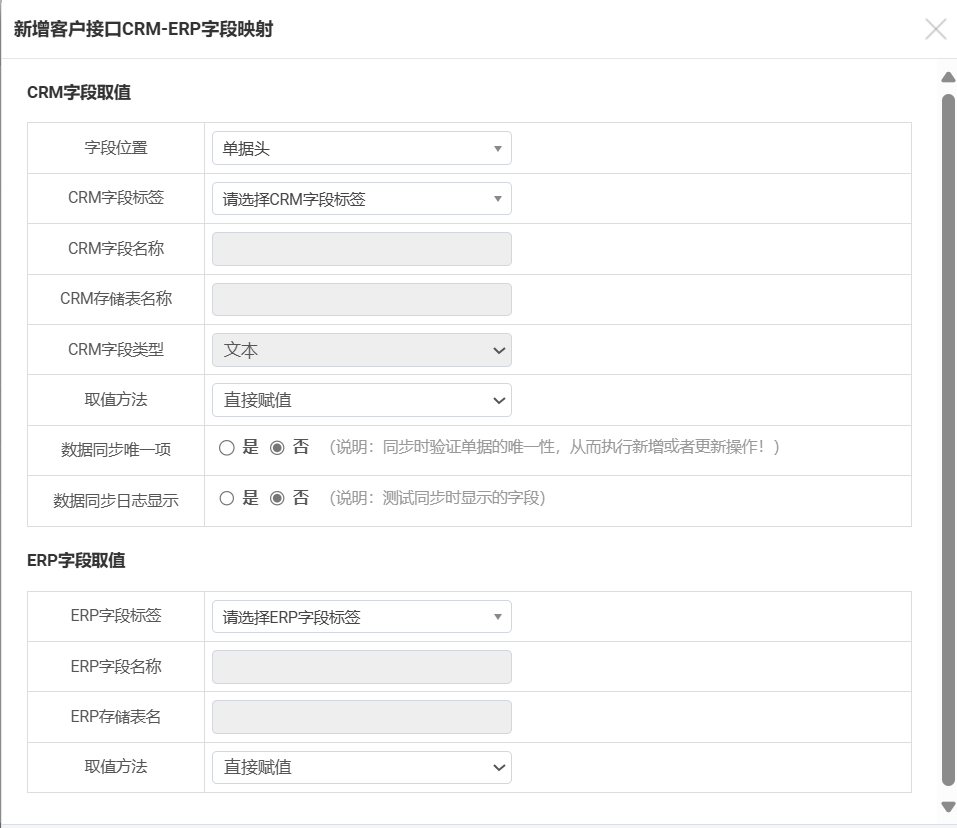 新增客户接口CRM-ERP字段映射
CRM字段取值
字段位置 单据头
CRM字段标签 请选择CRM字段标签
CRM字段名称
CRM存储表名称
CRM字段类型 文本
取值方法 直接赋值
数据同步唯一项 是 否 (说明：同步时验证单据的唯一性，从而执行新增或者更新操作！)
数据同步日志显示 是 否 (说明：测试同步时显示的字段)
ERP字段取值
ERP字段标签 请选择ERP字段标签
ERP字段名称
ERP存储表名
取值方法 直接赋值